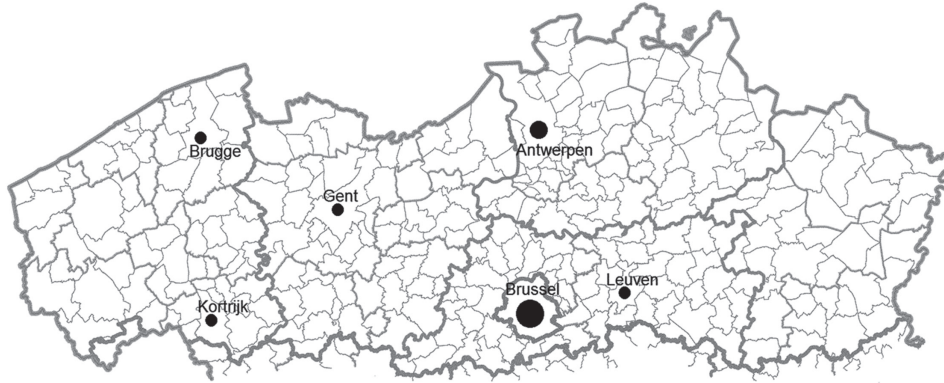 Brugge
Antwerpen
Gent
Brussel
Leuven
Kortrijk